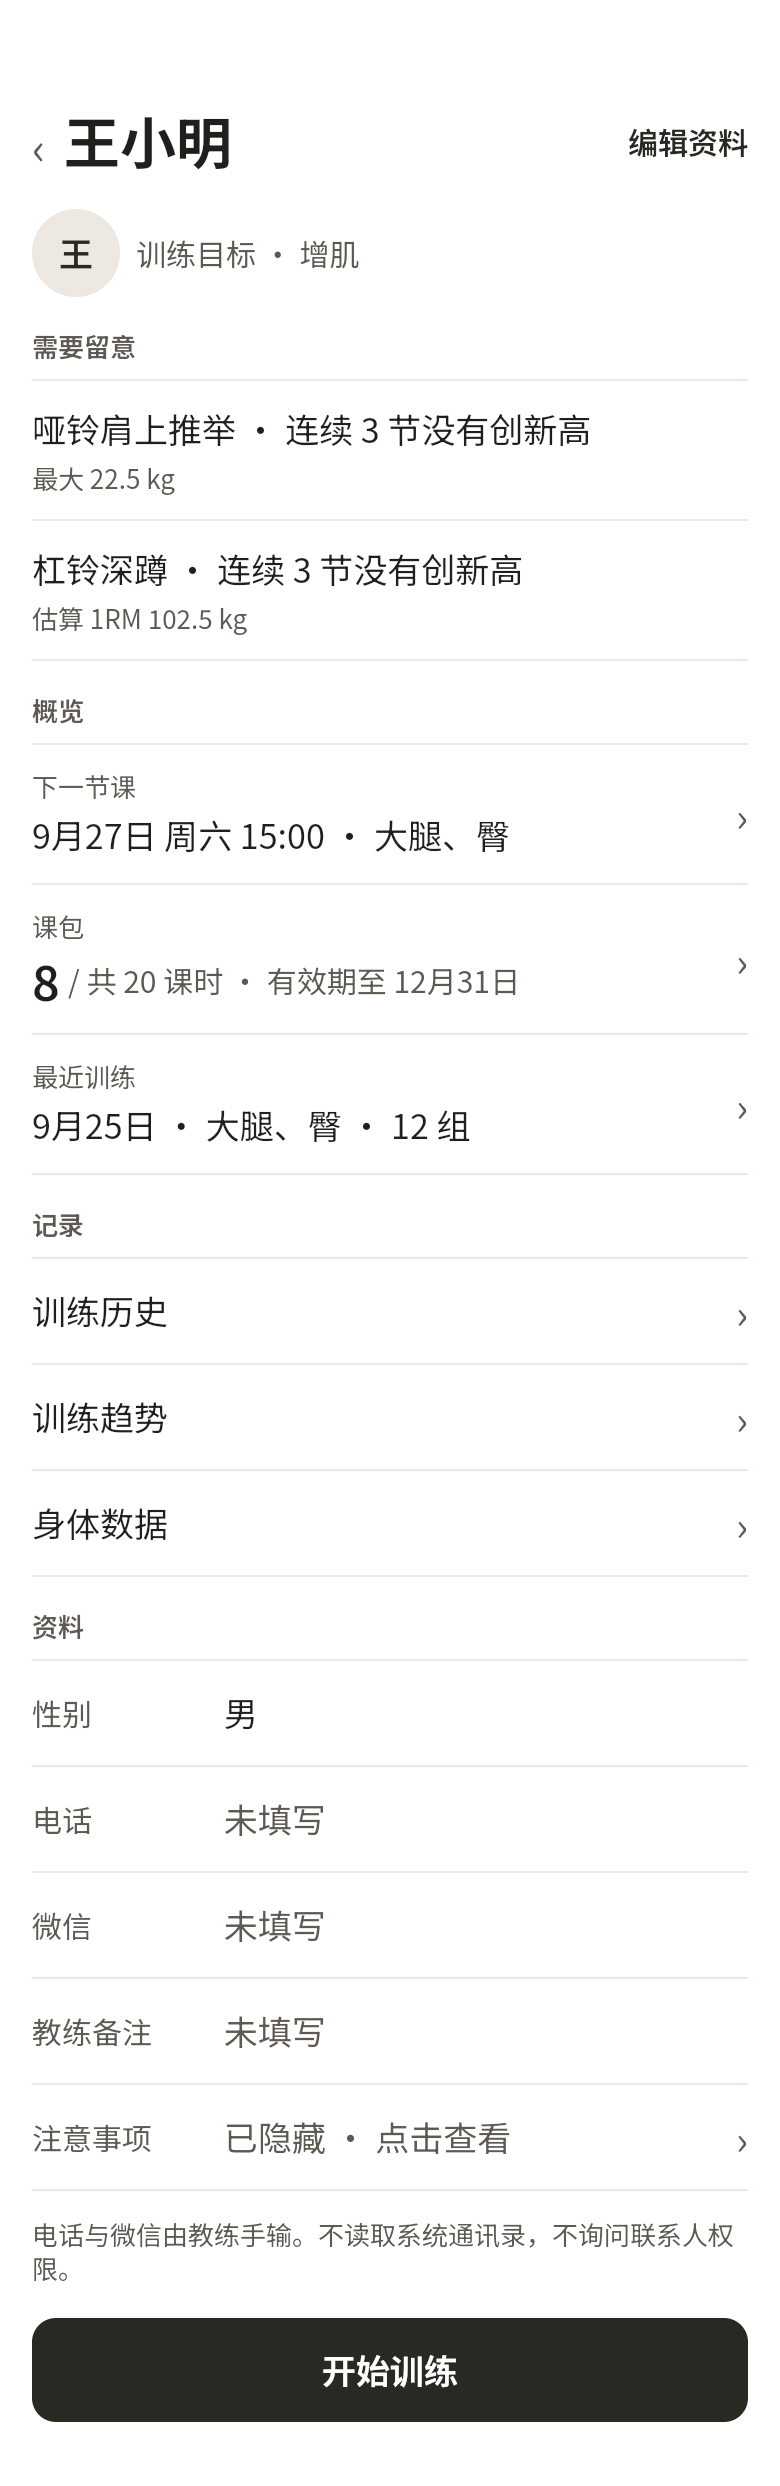 ‹ 王小明 编辑资料
王 训练目标 · 增肌
需要留意
哑铃肩上推举 · 连续 3 节没有创新高
最大 22.5 kg
杠铃深蹲 · 连续 3 节没有创新高
估算 1RM 102.5 kg
概览
下一节课
9月27日 周六 15:00 · 大腿、臀 ›
课包
8 / 共 20 课时 · 有效期至 12月31日 ›
最近训练
9月25日 · 大腿、臀 · 12 组 ›
记录
训练历史 ›
训练趋势 ›
身体数据 ›
资料
性别 男
电话 未填写
微信 未填写
教练备注 未填写
注意事项 已隐藏 · 点击查看 ›
电话与微信由教练手输。不读取系统通讯录，不询问联系人权
限。
开始训练